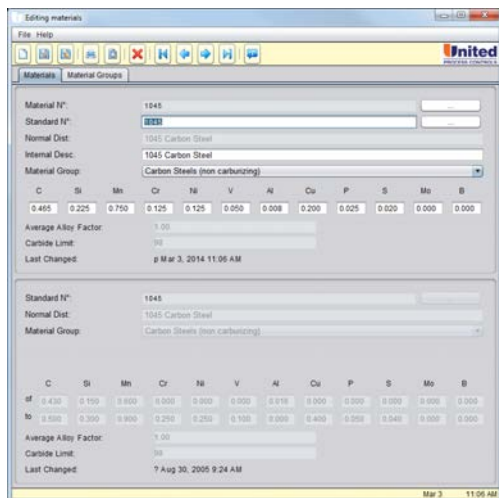 Editing materials
File Help
United
PROCESS CONTROLS
Materials Material Groups
Material N°: 1045 ...
Standard N°: 1045 ...
Normal Dist: 1045 Carbon Steel
Internal Desc: 1045 Carbon Steel
Material Group: Carbon Steels (non carburizing)
C Si Mn Cr Ni V Al Cu P S Mo B
0.465 0.225 0.750 0.125 0.125 0.050 0.008 0.200 0.025 0.020 0.000 0.000
Average Alloy Factor: 1.00
Carbide Limit: 98
Last Changed: p Mar 3, 2014 11:06 AM
Standard N°: 1045
Normal Dist: 1045 Carbon Steel
Material Group: Carbon Steels (non carburizing)
C Si Mn Cr Ni V Al Cu P S Mo B
of 0.430 0.150 0.600 0.000 0.000 0.000 0.016 0.000 0.000 0.000 0.000 0.000
to 0.500 0.300 0.900 0.250 0.250 0.100 0.000 0.400 0.050 0.040 0.000 0.000
Average Alloy Factor: 1.00
Carbide Limit: 98
Last Changed: ? Aug 30, 2005 9:24 AM
Mar 3 11:06 AM